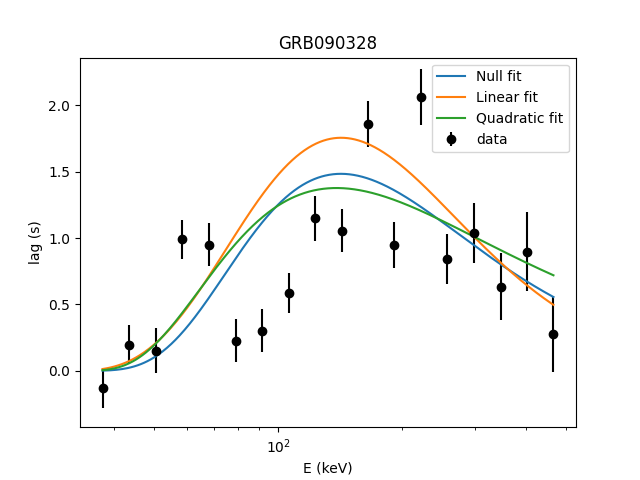 GRB090328
lag (s)
2.0
1.5
1.0
0.5
0.0
Null fit
Linear fit
Quadratic fit
data
10²
E (keV)